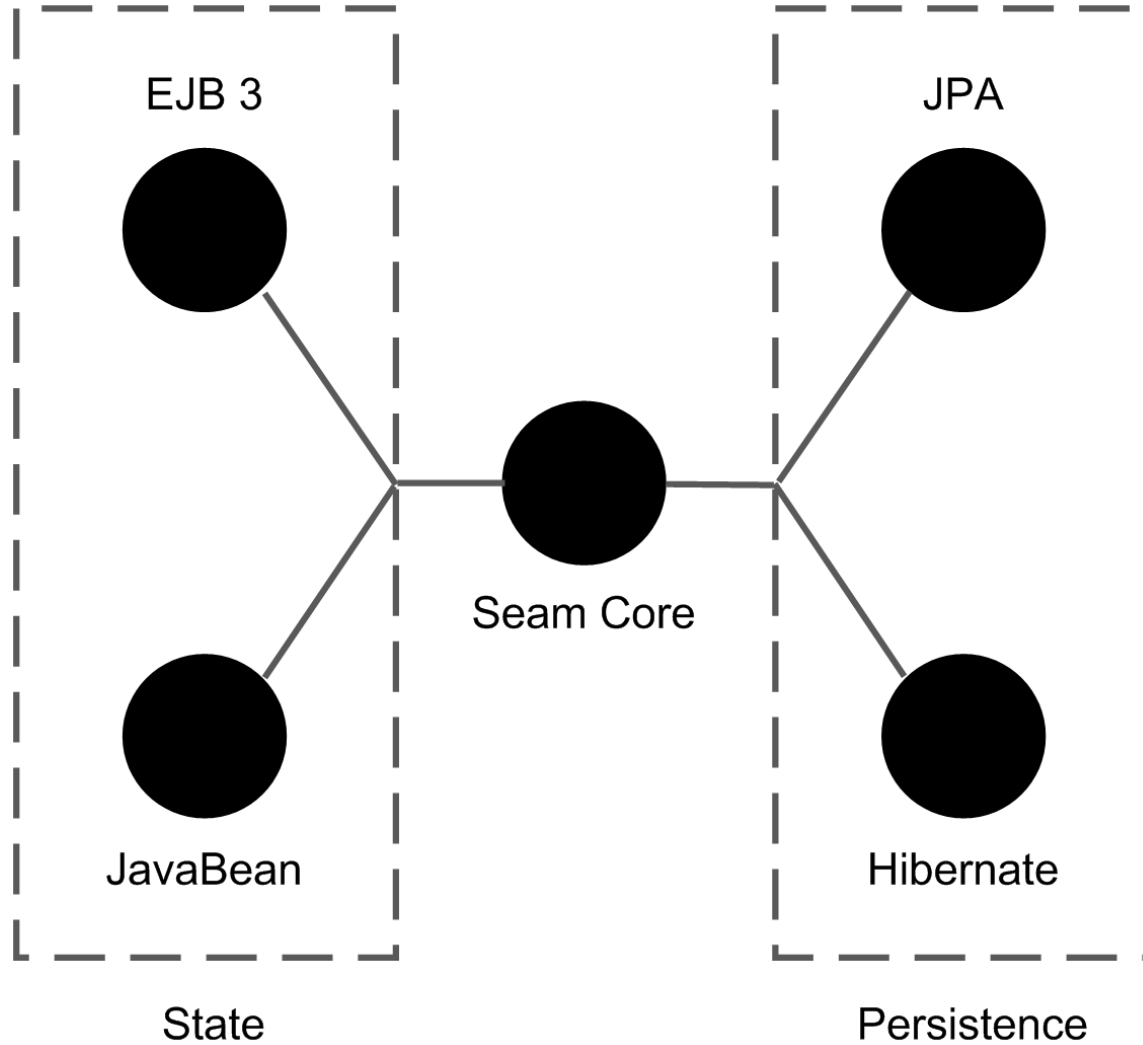 EJB 3
JPA
Seam Core
JavaBean
Hibernate
State
Persistence